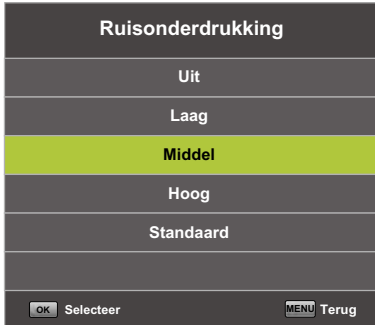 Ruisonderdrukking
Uit
Laag
Middel
Hoog
Standaard
OK Selecteer MENU Terug